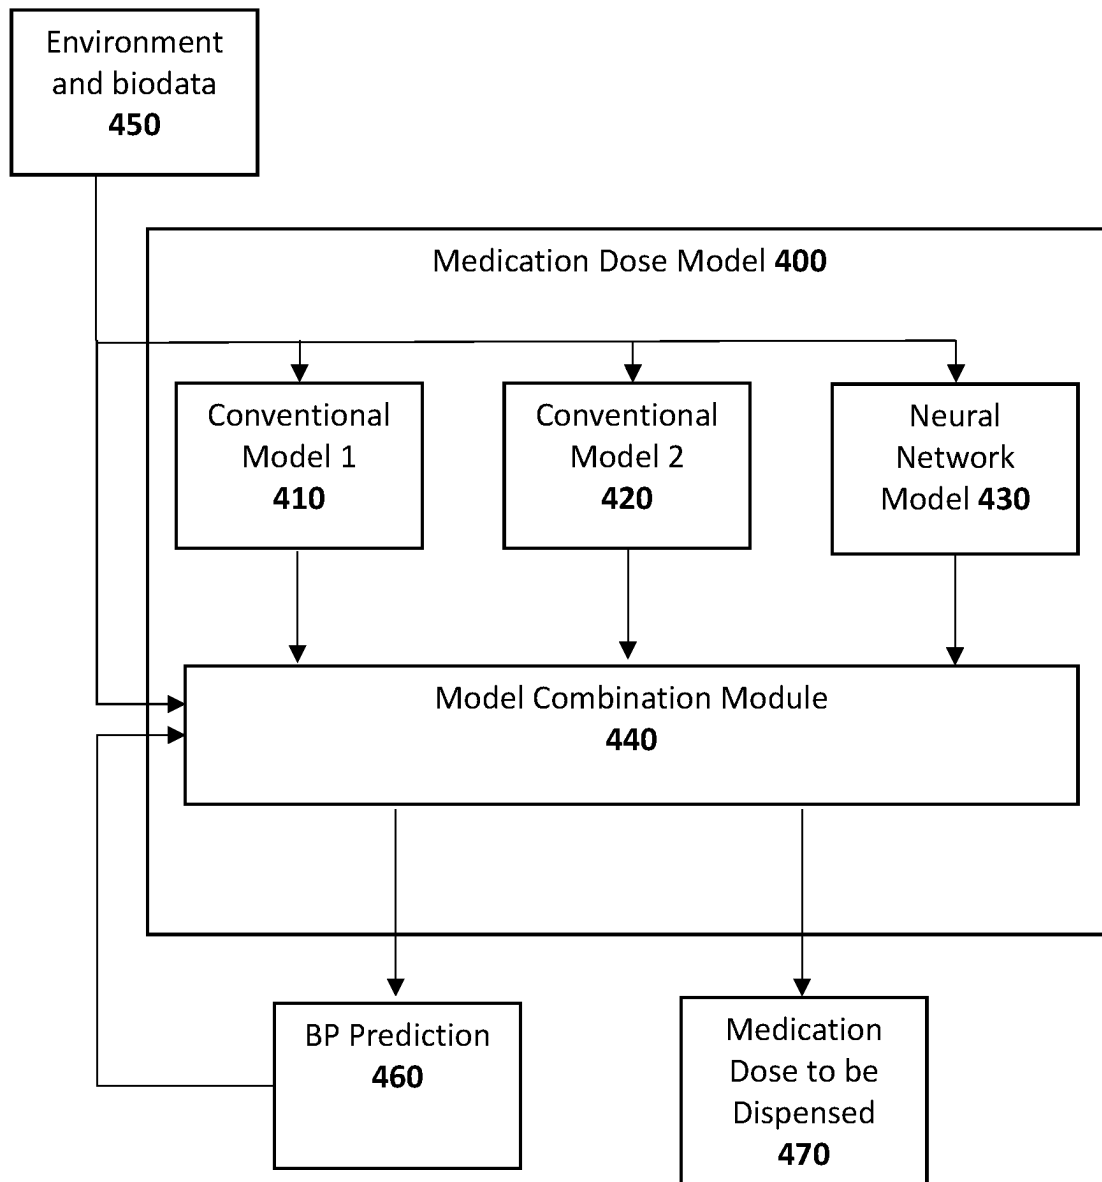 Environment
and biodata
450
Medication Dose Model 400
Conventional
Model 1
410
Conventional
Model 2
420
Neural
Network
Model 430
Model Combination Module
440
BP Prediction
460
Medication
Dose to be
Dispensed
470